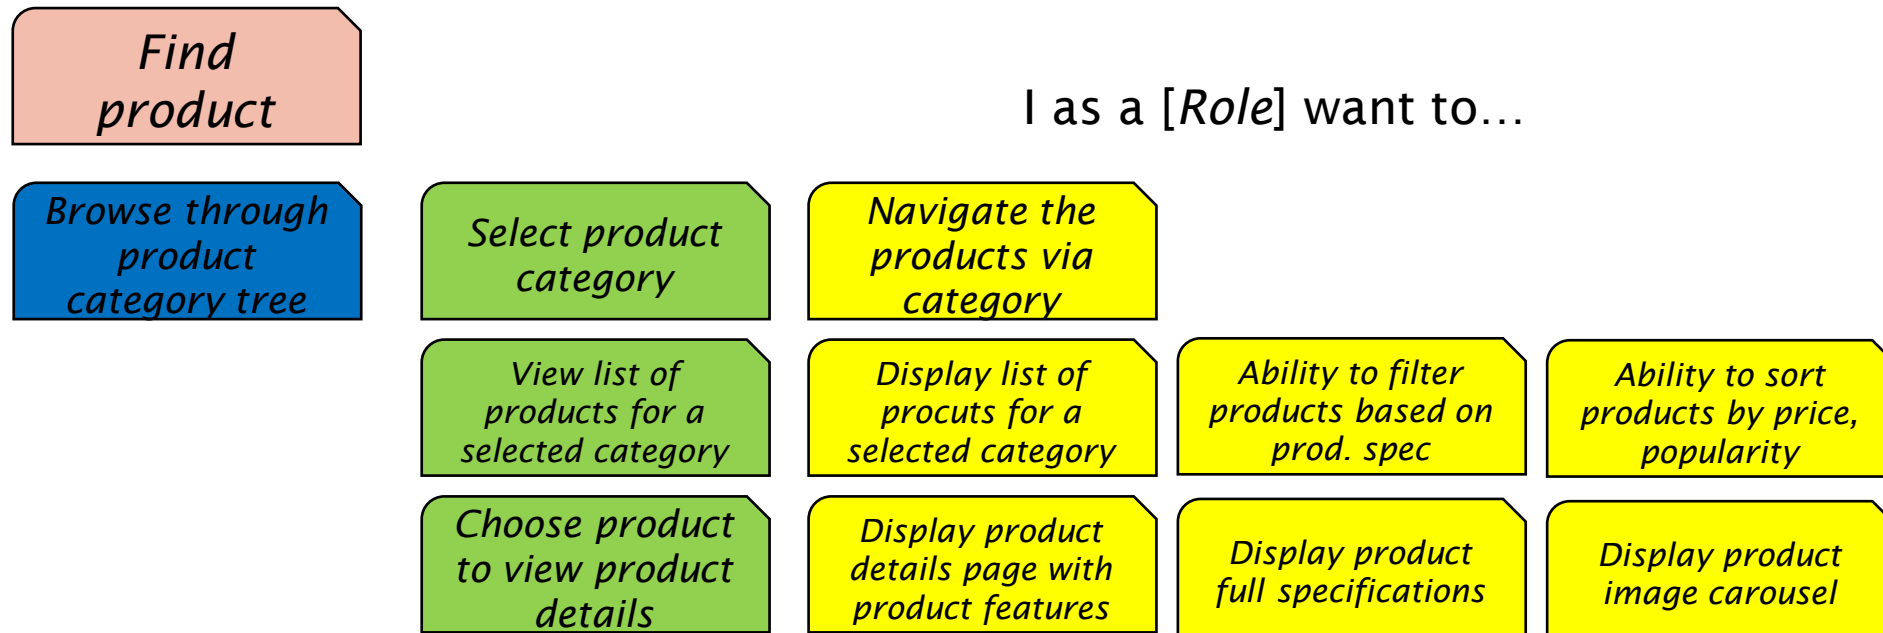 Find
product
I as a [Role] want to...
Browse through
product
category tree
Select product
category
Navigate the
products via
category
View list of
products for a
selected category
Display list of
procuts for a
selected category
Ability to filter
products based on
prod. spec
Ability to sort
products by price,
popularity
Choose product
to view product
details
Display product
details page with
product features
Display product
full specifications
Display product
image carousel